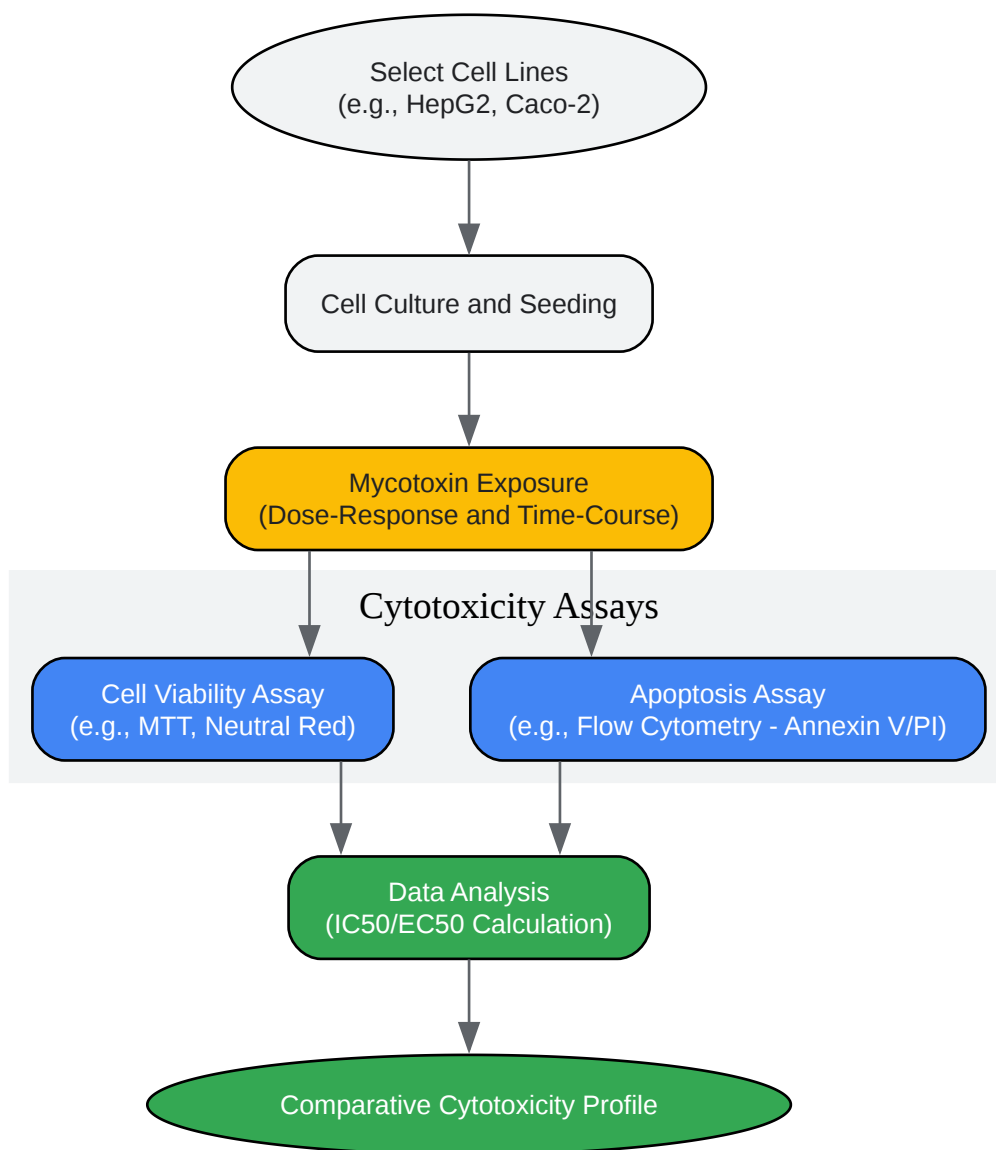 Select Cell Lines
(e.g., HepG2, Caco-2)
Cell Culture and Seeding
Mycotoxin Exposure
(Dose-Response and Time-Course)
Cytotoxicity Assays
Cell Viability Assay
(e.g., MTT, Neutral Red)
Apoptosis Assay
(e.g., Flow Cytometry - Annexin V/PI)
Data Analysis
(IC50/EC50 Calculation)
Comparative Cytotoxicity Profile